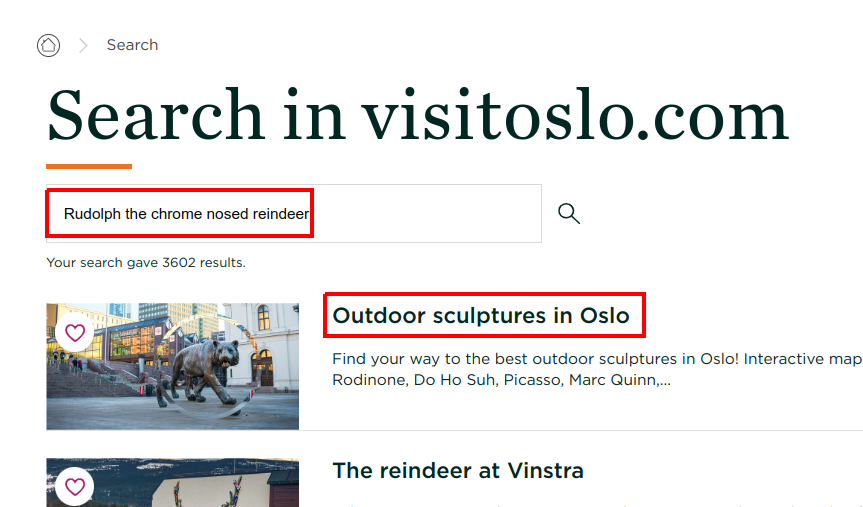 Search
Search in visitoslo.com
Rudolph the chrome nosed reindeer
Your search gave 3602 results.
Outdoor sculptures in Oslo
Find your way to the best outdoor sculptures in Oslo! Interactive map
Rodinone, Do Ho Suh, Picasso, Marc Quinn,...
The reindeer at Vinstra